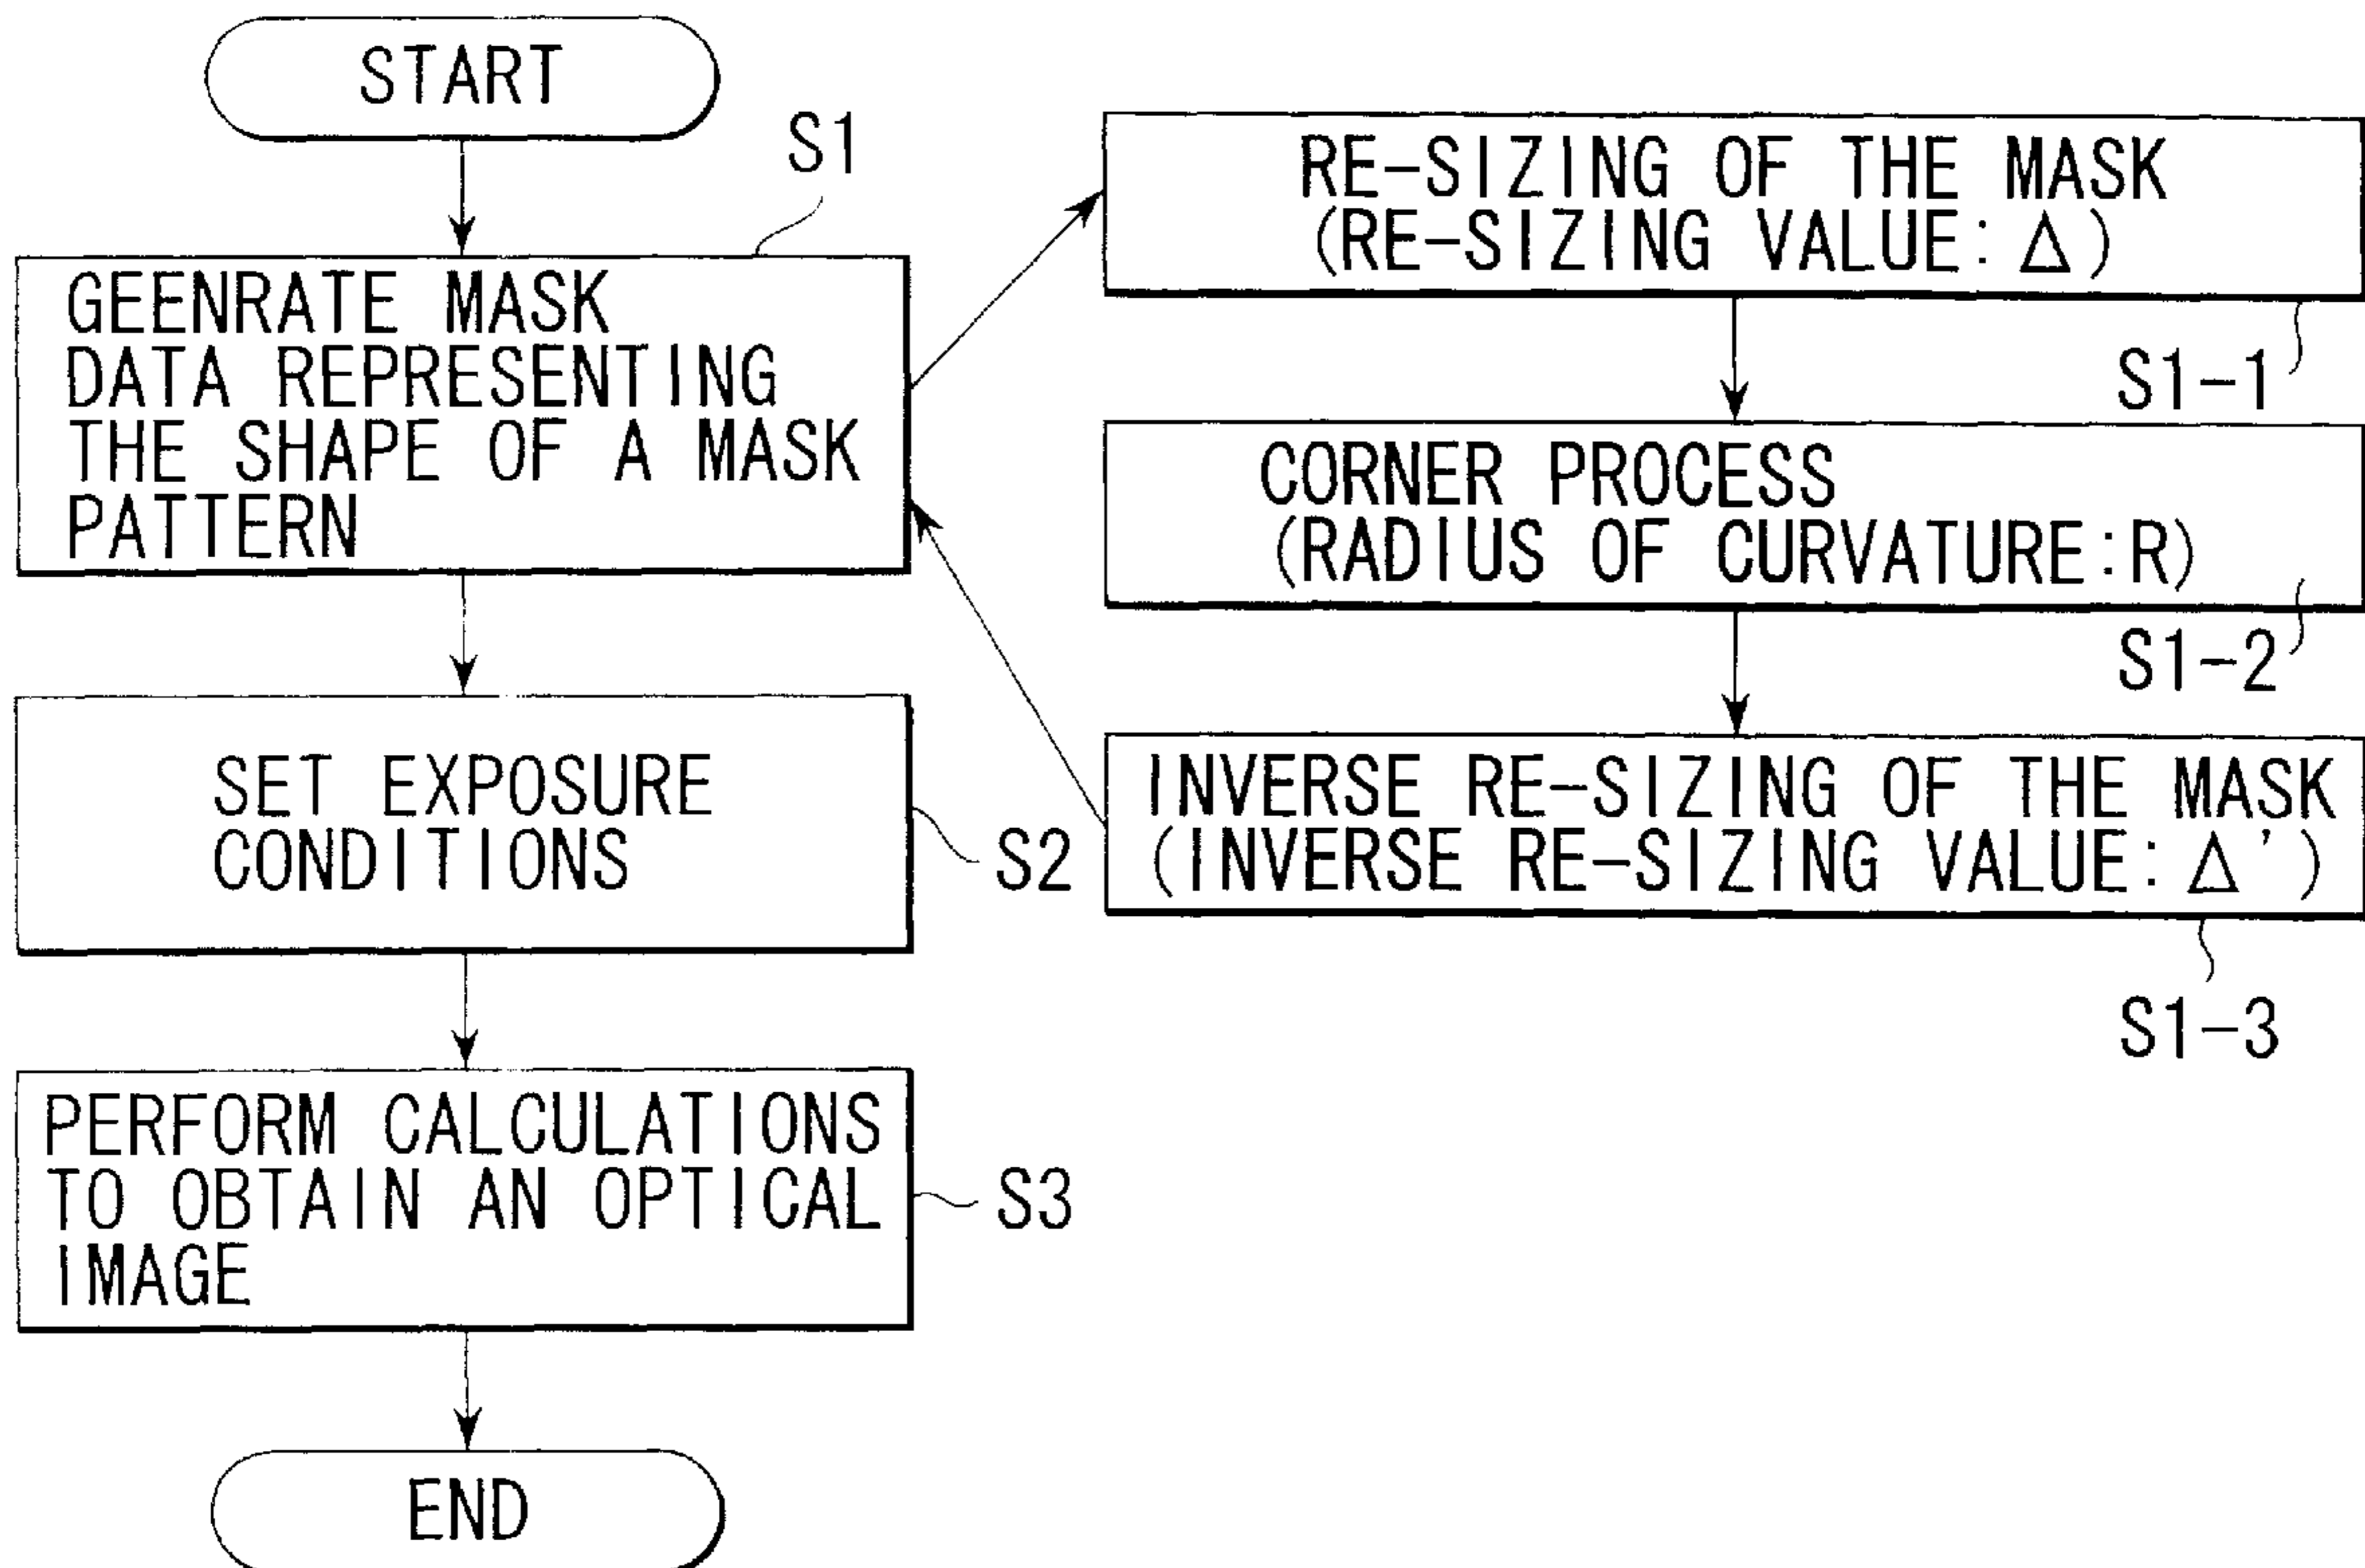 START
S1
GEENRATE MASK
DATA REPRESENTING
THE SHAPE OF A MASK
PATTERN
SET EXPOSURE
CONDITIONS
S2
PERFORM CALCULATIONS
TO OBTAIN AN OPTICAL
IMAGE
S3
END
RE-SIZING OF THE MASK
(RE-SIZING VALUE: Δ)
S1-1
CORNER PROCESS
(RADIUS OF CURVATURE:R)
S1-2
INVERSE RE-SIZING OF THE MASK
(INVERSE RE-SIZING VALUE: Δ')
S1-3